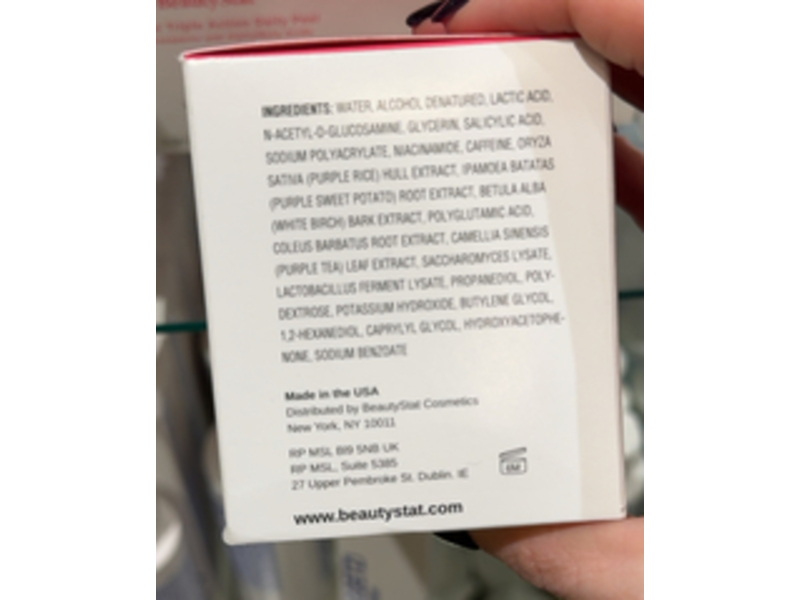 Triple Action Daily Peel
INGREDIENTS: WATER, ALCOHOL DENATURED, LACTIC ACID,
N-ACETYL-D-GLUCOSAMINE, GLYCERIN, SALICYLIC ACID,
SODIUM POLYACRYLATE, NIACINAMIDE, CAFFEINE, ORYZA
SATIVA (PURPLE RICE) HULL EXTRACT, IPAMOEA BATATAS
(PURPLE SWEET POTATO) ROOT EXTRACT, BETULA ALBA
(WHITE BIRCH) BARK EXTRACT, POLYGLUTAMIC ACID,
COLEUS BARBATUS ROOT EXTRACT, CAMELLIA SINENSIS
(PURPLE TEA) LEAF EXTRACT, SACCHAROMYCES LYSATE,
LACTOBACILLUS FERMENT LYSATE, PROPANEDIOL, POLY-
DEXTROSE, POTASSIUM HYDROXIDE, BUTYLENE GLYCOL,
1,2-HEXANEDIOL, CAPRYLYL GLYCOL, HYDROXYACETOPHE-
NONE, SODIUM BENZOATE
Made in the USA
Distributed by BeautyStat Cosmetics
New York, NY 10011
RP MSL BI9 5NB UK
RP MSL, Suite 5385
27 Upper Pembroke St. Dublin, IE
6M
www.beautystat.com